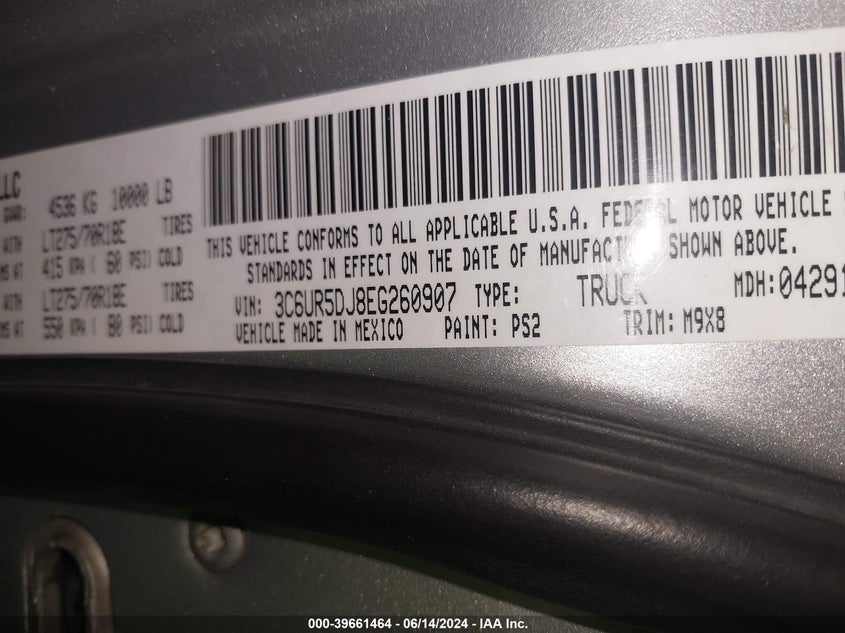 LLC
GVWR: 4536 KG 10000 LB
WITH LT275/70R18E TIRES
AT 415 KPA ( 60 PSI) COLD
WITH LT275/70R18E TIRES
AT 550 KPA ( 80 PSI) COLD
THIS VEHICLE CONFORMS TO ALL APPLICABLE U.S.A. FEDERAL MOTOR VEHICLE
STANDARDS IN EFFECT ON THE DATE OF MANUFACTURE SHOWN ABOVE.
VIN: 3C6UR5DJ8EG260907 TYPE: TRUCK MDH: 04291
VEHICLE MADE IN MEXICO PAINT: PS2 TRIM: M9X8
000-39661464 / 06/14/2024 - IAA Inc.